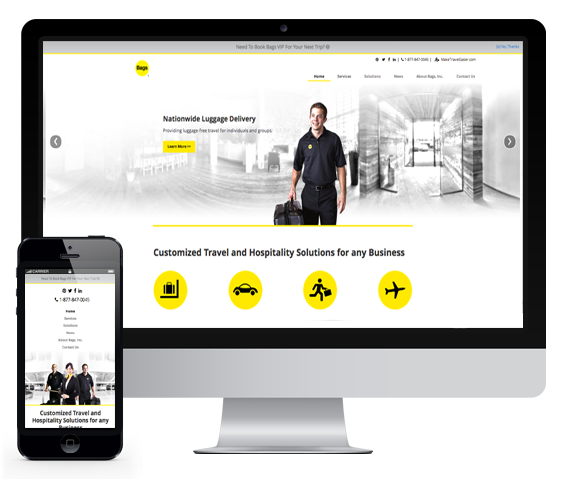 Need To Book Bags VIP For Your Next Trip?
No, Thanks
Bags
1-877-847-0045 | MakeTravelEasier.com
Home Services Solutions News About Bags, Inc. Contact Us
Nationwide Luggage Delivery
Providing luggage-free travel for individuals and groups
Learn More >>
Customized Travel and Hospitality Solutions for any Business
CARRIER
Need To Book Bags VIP For Your Next Trip?
1-877-847-0045
Home
Services
Solutions
News
About Bags, Inc.
Contact Us
Customized Travel and
Hospitality Solutions for any
Business